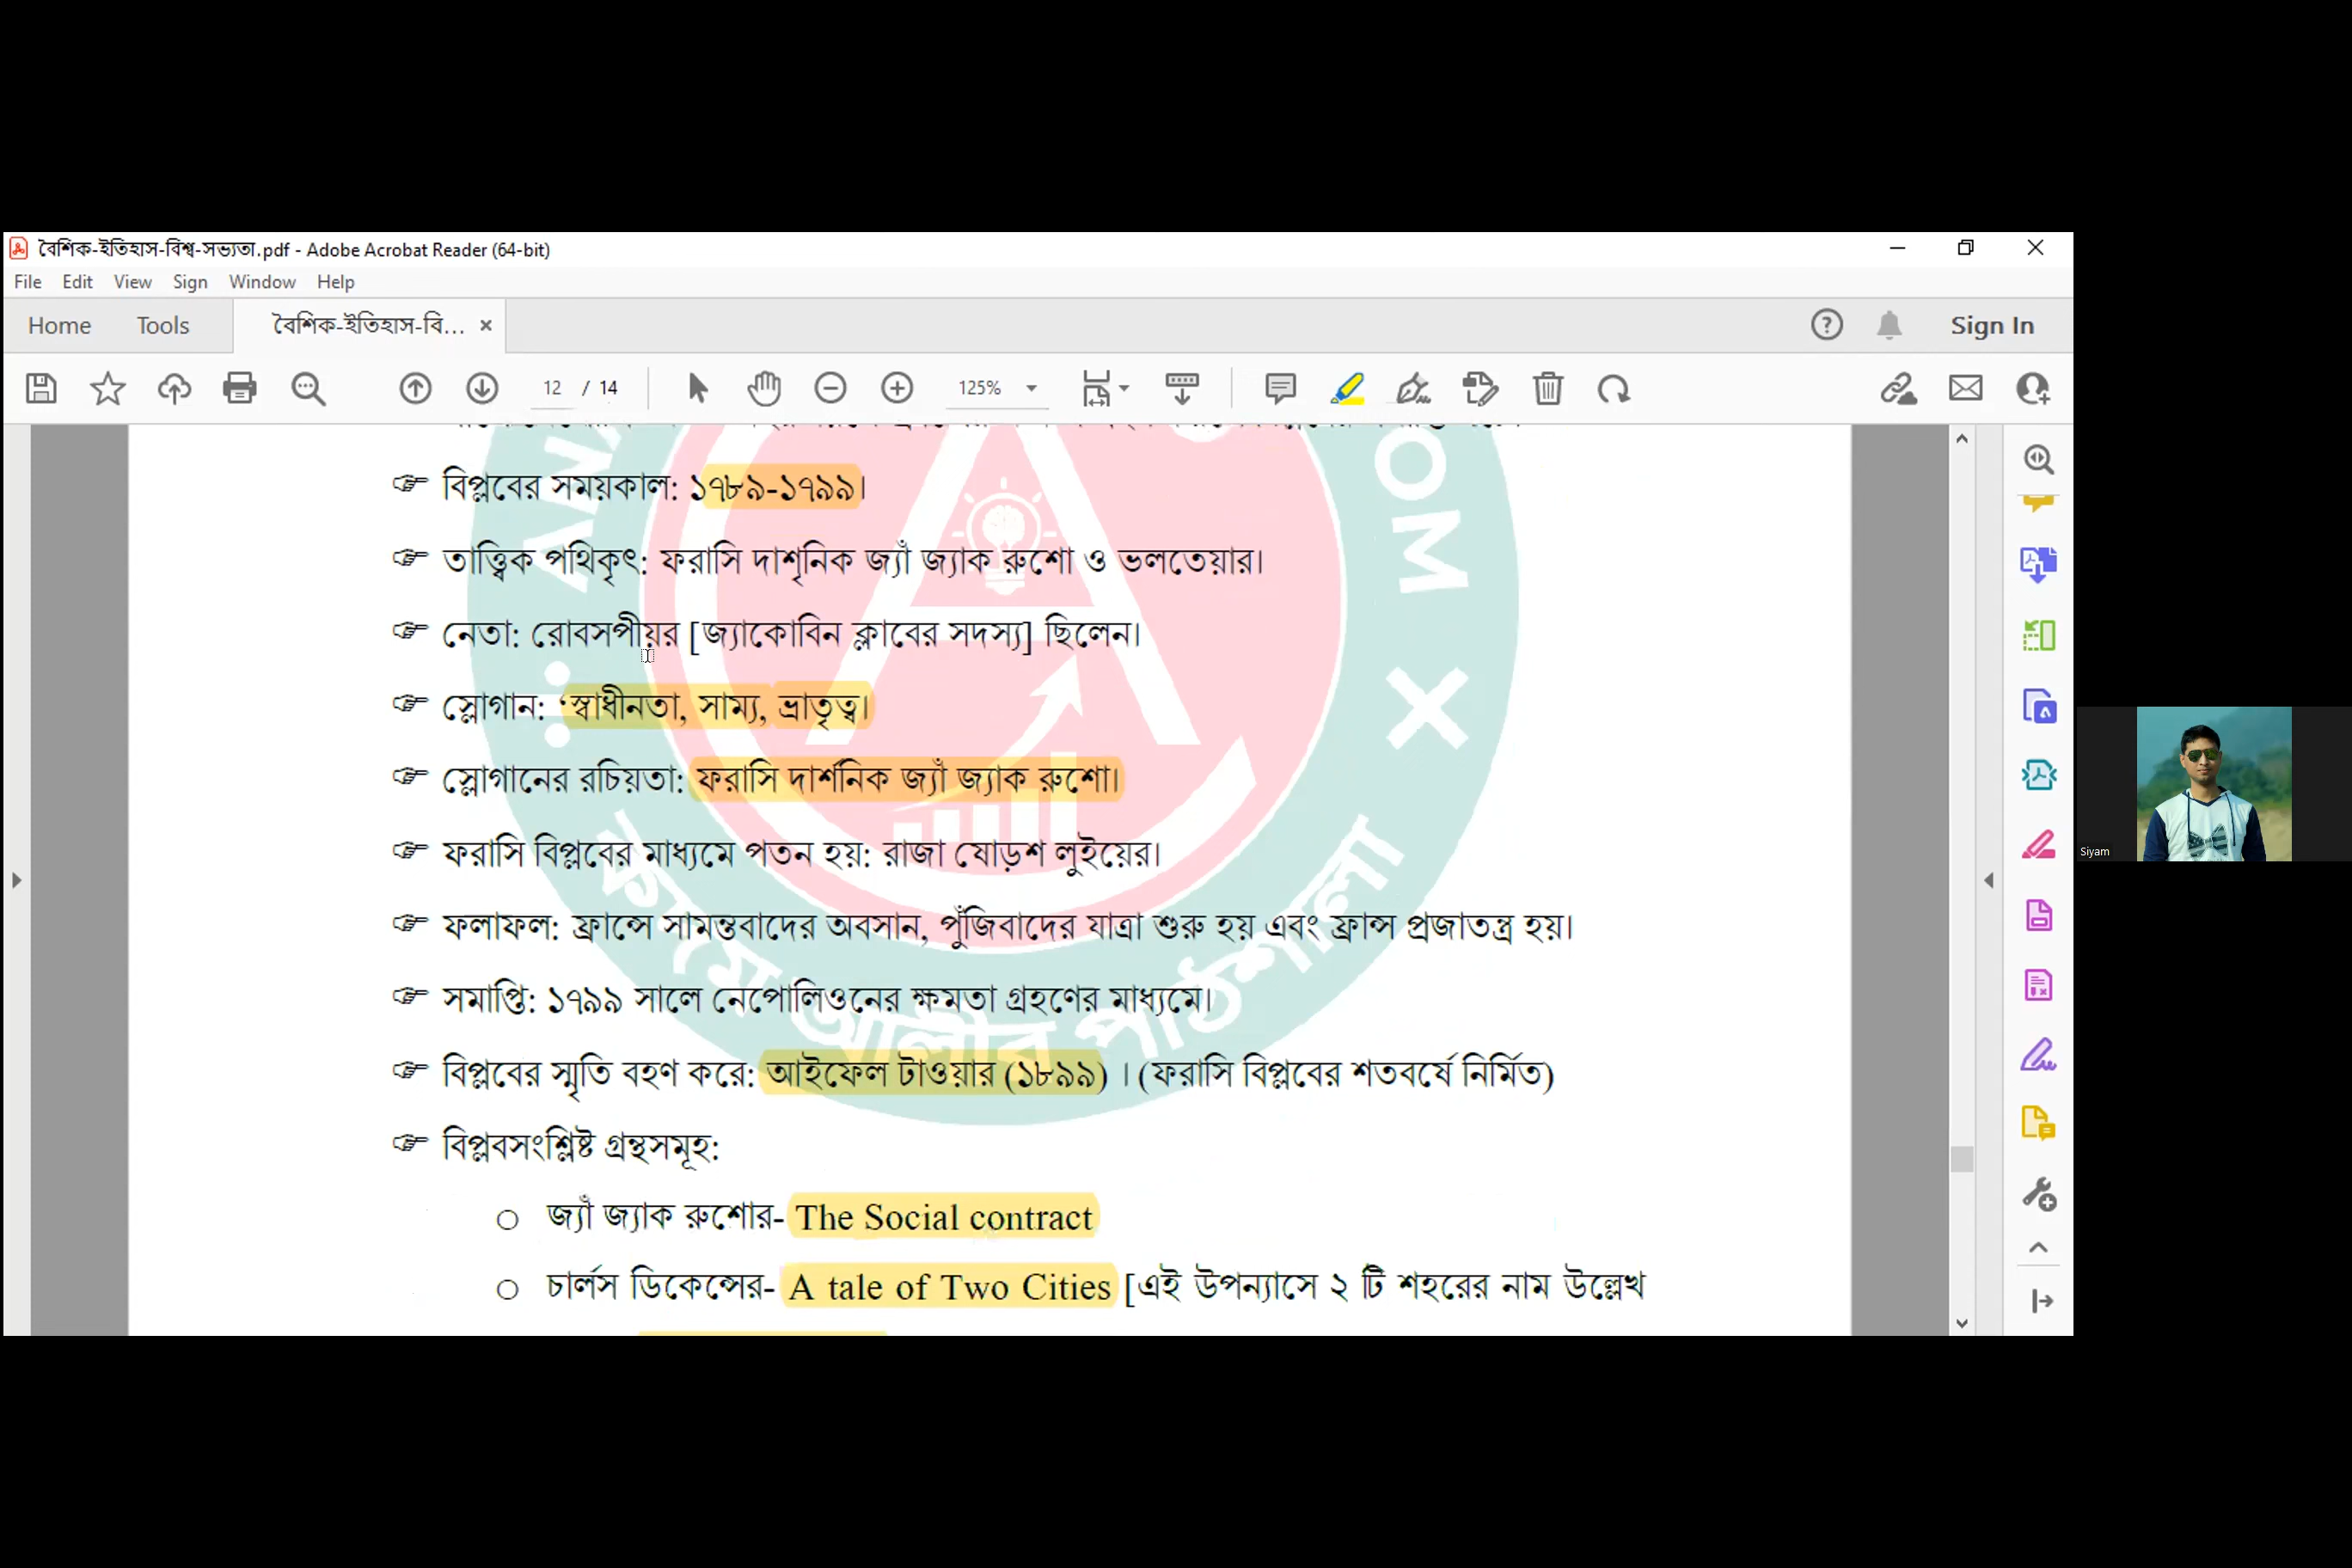 বৈশিক-ইতিহাস-বিশ্ব-সভ্যতা.pdf - Adobe Acrobat Reader (64-bit)
File Edit View Sign Window Help
Home Tools বৈশিক-ইতিহাস-বি... × Sign In
12 / 14 125%
☞ বিপ্লবের সময়কাল: ১৭৮৯-১৭৯৯।
☞ তাত্ত্বিক পথিকৃৎ: ফরাসি দাশৃনিক জ্যাঁ জ্যাক রুশো ও ভলতেয়ার।
☞ নেতা: রোবসপীয়র [জ্যাকোবিন ক্লাবের সদস্য] ছিলেন।
☞ স্লোগান: ‘স্বাধীনতা, সাম্য, ভ্রাতৃত্ব।
☞ স্লোগানের রচিয়তা: ফরাসি দার্শনিক জ্যাঁ জ্যাক রুশো।
☞ ফরাসি বিপ্লবের মাধ্যমে পতন হয়: রাজা ষোড়শ লুইয়ের।
☞ ফলাফল: ফ্রান্সে সামন্তবাদের অবসান, পুঁজিবাদের যাত্রা শুরু হয় এবং ফ্রান্স প্রজাতন্ত্র হয়।
☞ সমাপ্তি: ১৭৯৯ সালে নেপোলিওনের ক্ষমতা গ্রহণের মাধ্যমে।
☞ বিপ্লবের স্মৃতি বহণ করে: আইফেল টাওয়ার (১৮৯৯) । (ফরাসি বিপ্লবের শতবর্ষে নির্মিত)
☞ বিপ্লবসংশ্লিষ্ট গ্রন্থসমূহ:
○ জ্যাঁ জ্যাক রুশোর- The Social contract
○ চার্লস ডিকেন্সের- A tale of Two Cities [এই উপন্যাসে ২ টি শহরের নাম উল্লেখ
Siyam